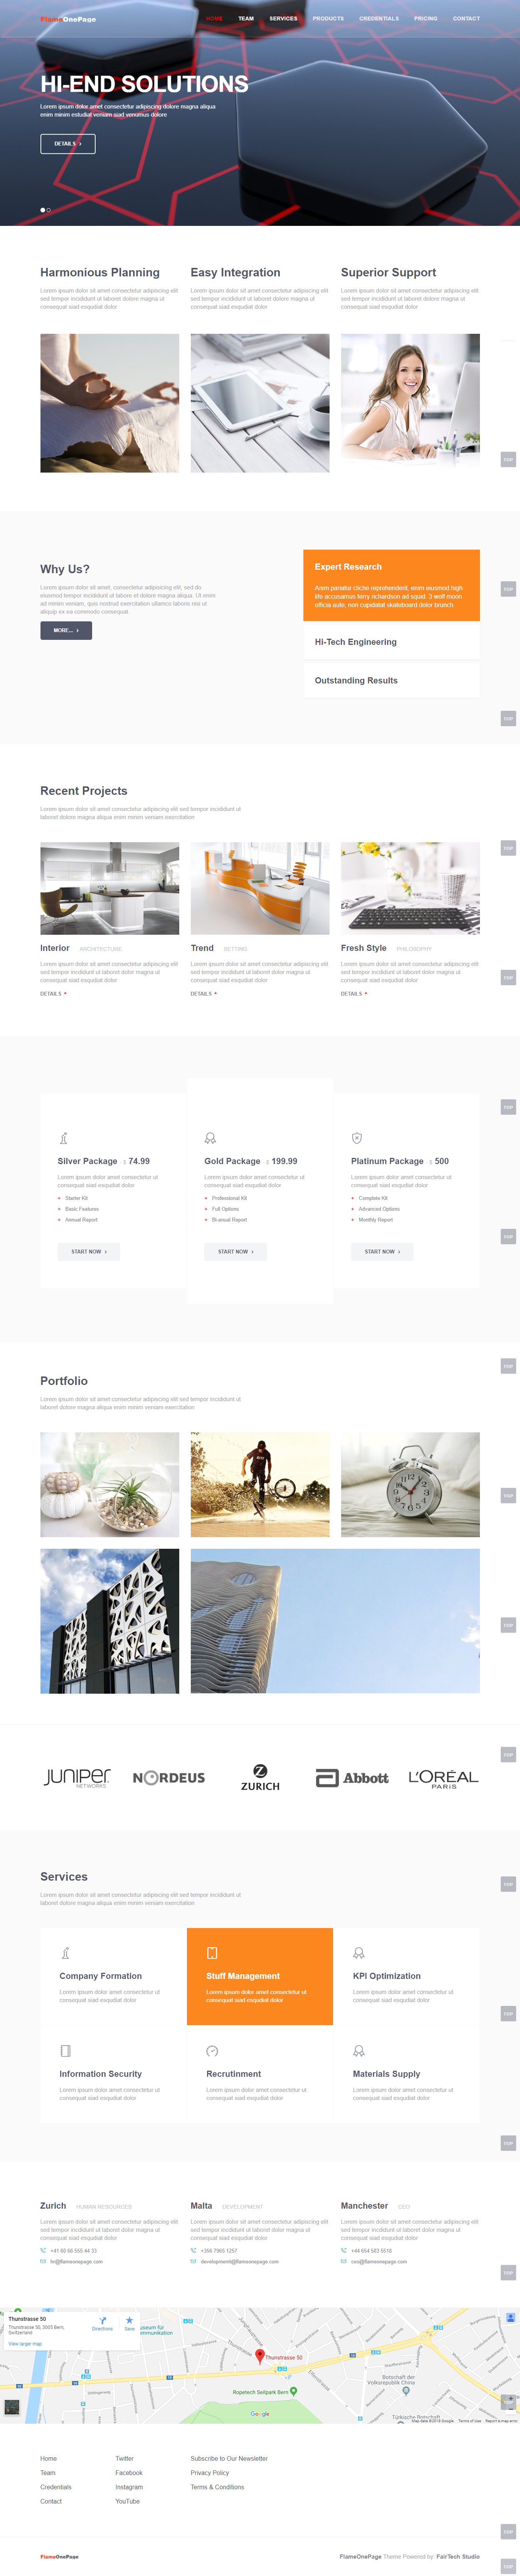 FlameOnePage
HOME TEAM SERVICES PRODUCTS CREDENTIALS PRICING CONTACT
HI-END SOLUTIONS
Lorem ipsum dolor amet consectetur adipiscing dolore magna aliqua
enim minim estudiat veniam siad venumus dolore
DETAILS
Harmonious Planning
Lorem ipsum dolor sit amet consectetur adipiscing elit
sed tempor incididunt ut laboret dolore magna ut
consequat siad esqudiat dolor
Easy Integration
Lorem ipsum dolor sit amet consectetur adipiscing elit
sed tempor incididunt ut laboret dolore magna ut
consequat siad esqudiat dolor
Superior Support
Lorem ipsum dolor sit amet consectetur adipiscing elit
sed tempor incididunt ut laboret dolore magna ut
consequat siad esqudiat dolor
TOP
Why Us?
Lorem ipsum dolor sit amet, consectetur adipisicing elit, sed do
eiusmod tempor incididunt ut labore et dolore magna aliqua. Ut enim
ad minim veniam, quis nostrud exercitation ullamco laboris nisi ut
aliquip ex ea commodo consequat.
MORE...
Expert Research
Anim pariatur cliche reprehenderit, enim eiusmod high
life accusamus terry richardson ad squid. 3 wolf moon
officia aute, non cupidatat skateboard dolor brunch.
Hi-Tech Engineering
Outstanding Results
TOP
TOP
Recent Projects
Lorem ipsum dolor sit amet consectetur adipiscing elit sed tempor incididunt ut
laboret dolore magna aliqua enim minim veniam exercitation
TOP
Interior ARCHITECTURE
Lorem ipsum dolor sit amet consectetur adipiscing elit
sed tempor incididunt ut labort dolor magna ut
consequat siad esqudiat dolor
DETAILS
Trend SETTING
Lorem ipsum dolor sit amet consectetur adipiscing elit
sed tempor incididunt ut labort dolor magna ut
consequat siad esqudiat dolor
DETAILS
Fresh Style PHILOSOPHY
Lorem ipsum dolor sit amet consectetur adipiscing elit
sed tempor incididunt ut labort dolor magna ut
consequat siad esqudiat dolor
DETAILS
TOP
TOP
Silver Package $ 74.99
Lorem ipsum dolor amet consectetur ut
consequat siad esqudiat dolor
Starter Kit
Basic Features
Annual Report
START NOW
Gold Package $ 199.99
Lorem ipsum dolor amet consectetur ut
consequat siad esqudiat dolor
Professional Kit
Full Options
Bi-anual Report
START NOW
Platinum Package $ 500
Lorem ipsum dolor amet consectetur ut
consequat siad esqudiat dolor
Complete Kit
Advanced Options
Monthly Report
START NOW
TOP
TOP
Portfolio
Lorem ipsum dolor sit amet consectetur adipiscing elit sed tempor incididunt ut
laboret dolore magna aliqua enim minim veniam exercitation
TOP
TOP
TOP
JUNIPER
NETWORKS
NORDEUS
ZURICH
Abbott
L'ORÉAL
PARIS
Services
Lorem ipsum dolor sit amet consectetur adipiscing elit sed tempor incididunt ut
laboret dolore magna aliqua enim minim veniam exercitation
TOP
Company Formation
Lorem ipsum dolor amet consectetur ut
consequat siad esqudiat dolor
Stuff Management
Lorem ipsum dolor amet consectetur ut
consequat siad esqudiat dolor
KPI Optimization
Lorem ipsum dolor amet consectetur ut
consequat siad esqudiat dolor
TOP
Information Security
Lorem ipsum dolor amet consectetur ut
consequat siad esqudiat dolor
Recrutinment
Lorem ipsum dolor amet consectetur ut
consequat siad esqudiat dolor
Materials Supply
Lorem ipsum dolor amet consectetur ut
consequat siad esqudiat dolor
TOP
Zurich HUMAN RESOURCES
Lorem ipsum dolor sit amet consectetur adipiscing elit
sed tempor incididunt ut labort dolor magna ut
consequat siad esqudiat dolor
+41 60 66 555 44 33
hr@flameonepage.com
Malta DEVELOPMENT
Lorem ipsum dolor sit amet consectetur adipiscing elit
sed tempor incididunt ut labort dolor magna ut
consequat siad esqudiat dolor
+356 7965 1257
development@flameonepage.com
Manchester CEO
Lorem ipsum dolor sit amet consectetur adipiscing elit
sed tempor incididunt ut labort dolor magna ut
consequat siad esqudiat dolor
+44 654 583 5518
ceo@flameonepage.com
TOP
Thunstrasse 50
Thunstrasse 50, 3005 Bern,
Switzerland
View larger map
Directions
Save
Thunstrasse 50
Ropetech Seilpark Bern
Botschaft der
Volksrepublik China
Türkische Botschaft
Google
Map data ©2018 Google Terms of Use Report a map error
Home
Team
Credentials
Contact
Twitter
Facebook
Instagram
YouTube
Subscribe to Our Newsletter
Privacy Policy
Terms & Conditions
TOP
FlameOnePage
FlameOnePage Theme Powered by: FairTech Studio
TOP